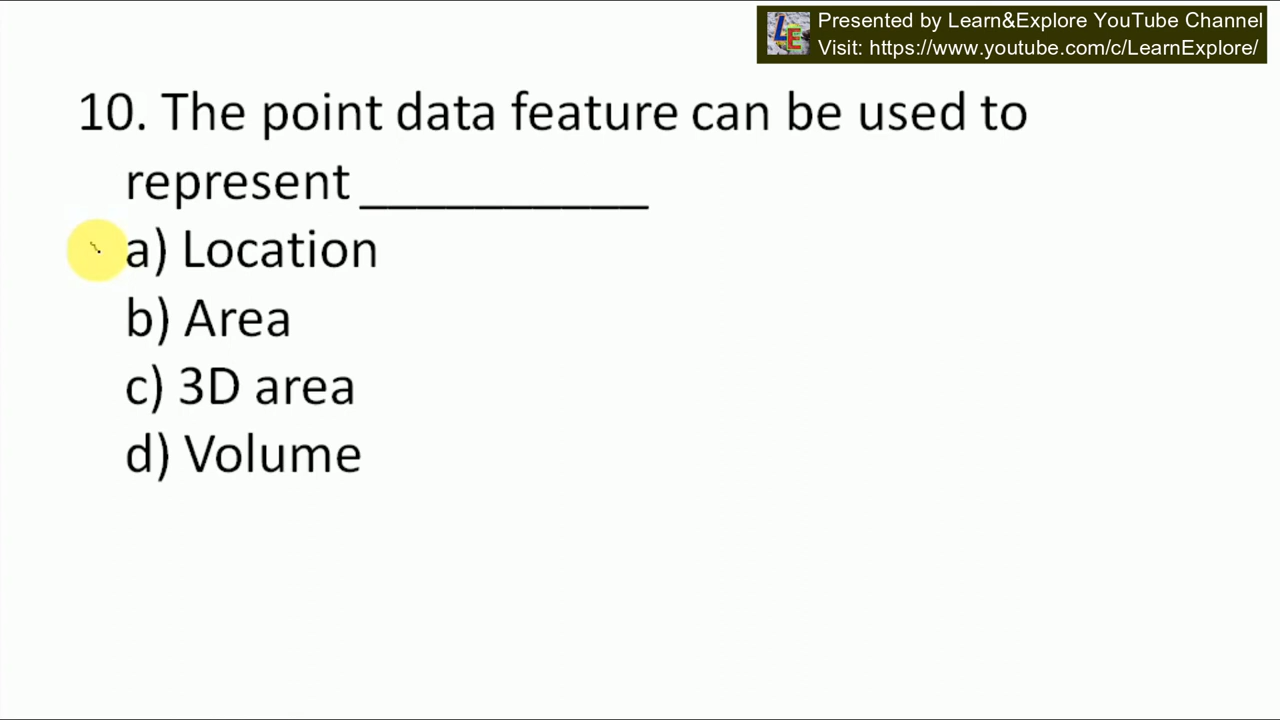 Presented by Learn&Explore YouTube Channel
Visit: https://www.youtube.com/c/LearnExplore/
10. The point data feature can be used to
represent __________
a) Location
b) Area
c) 3D area
d) Volume